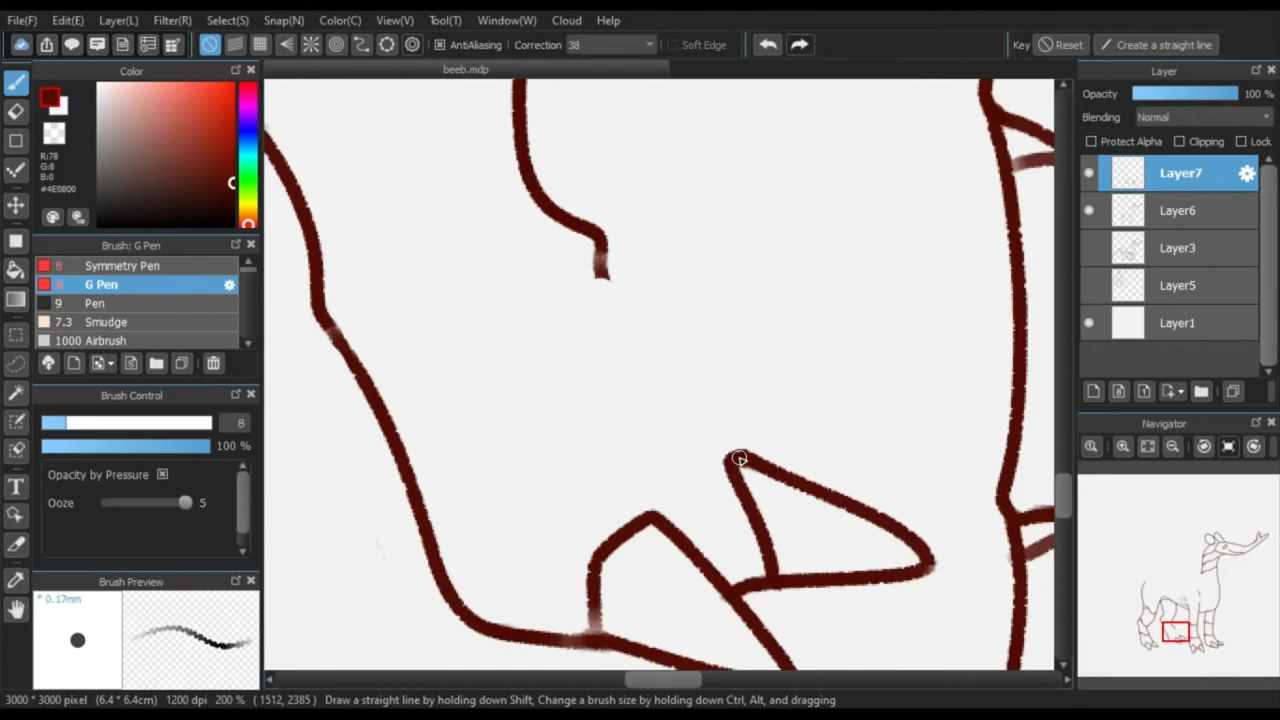 File(F) Edit(E) Layer(L) Filter(R) Select(S) Snap(N) Color(C) View(V) Tool(T) Window(W) Cloud Help
AntiAliasing Correction 38 Soft Edge Key Reset Create a straight line
beeb.mdp
Color
R:78
G:8
B:0
#4E0800
Brush: G Pen
8 Symmetry Pen
8 G Pen
9 Pen
7.3 Smudge
1000 Airbrush
Brush Control
8
100 %
Opacity by Pressure
Ooze 5
Brush Preview
* 0.17mm
Layer
Opacity 100 %
Blending Normal
Protect Alpha Clipping Lock
Layer7
Layer6
Layer3
Layer5
Layer1
Navigator
3000 * 3000 pixel (6.4 * 6.4cm) 1200 dpi 200 % ( 1512, 2385 ) Draw a straight line by holding down Shift, Change a brush size by holding down Ctrl, Alt, and dragging